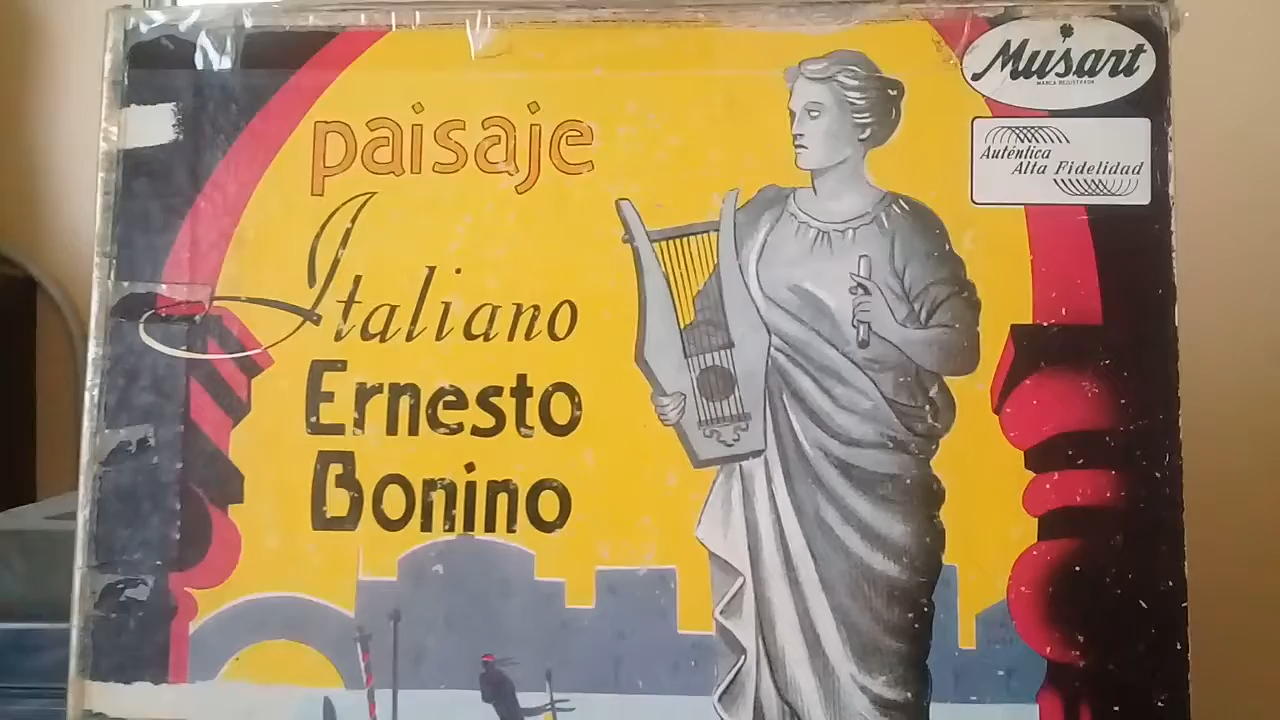 paisaje
Italiano
Ernesto
Bonino
Musart
MARCA REGISTRADA
Auténtica
Alta Fidelidad